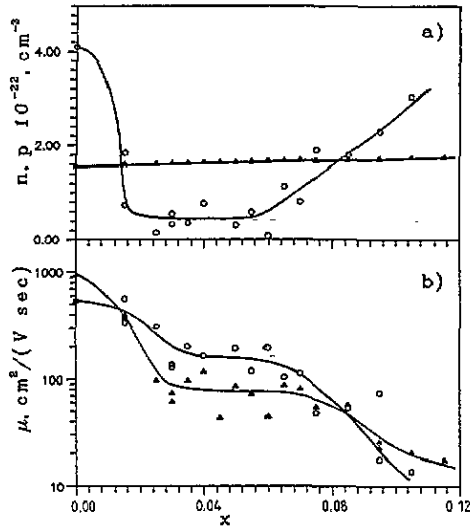 a)
4.00
2.00
0.00
n, p 10⁻²², cm⁻³
b)
1000
100
10
μ, cm²/(V sec)
0.00
0.04
0.08
0.12
x